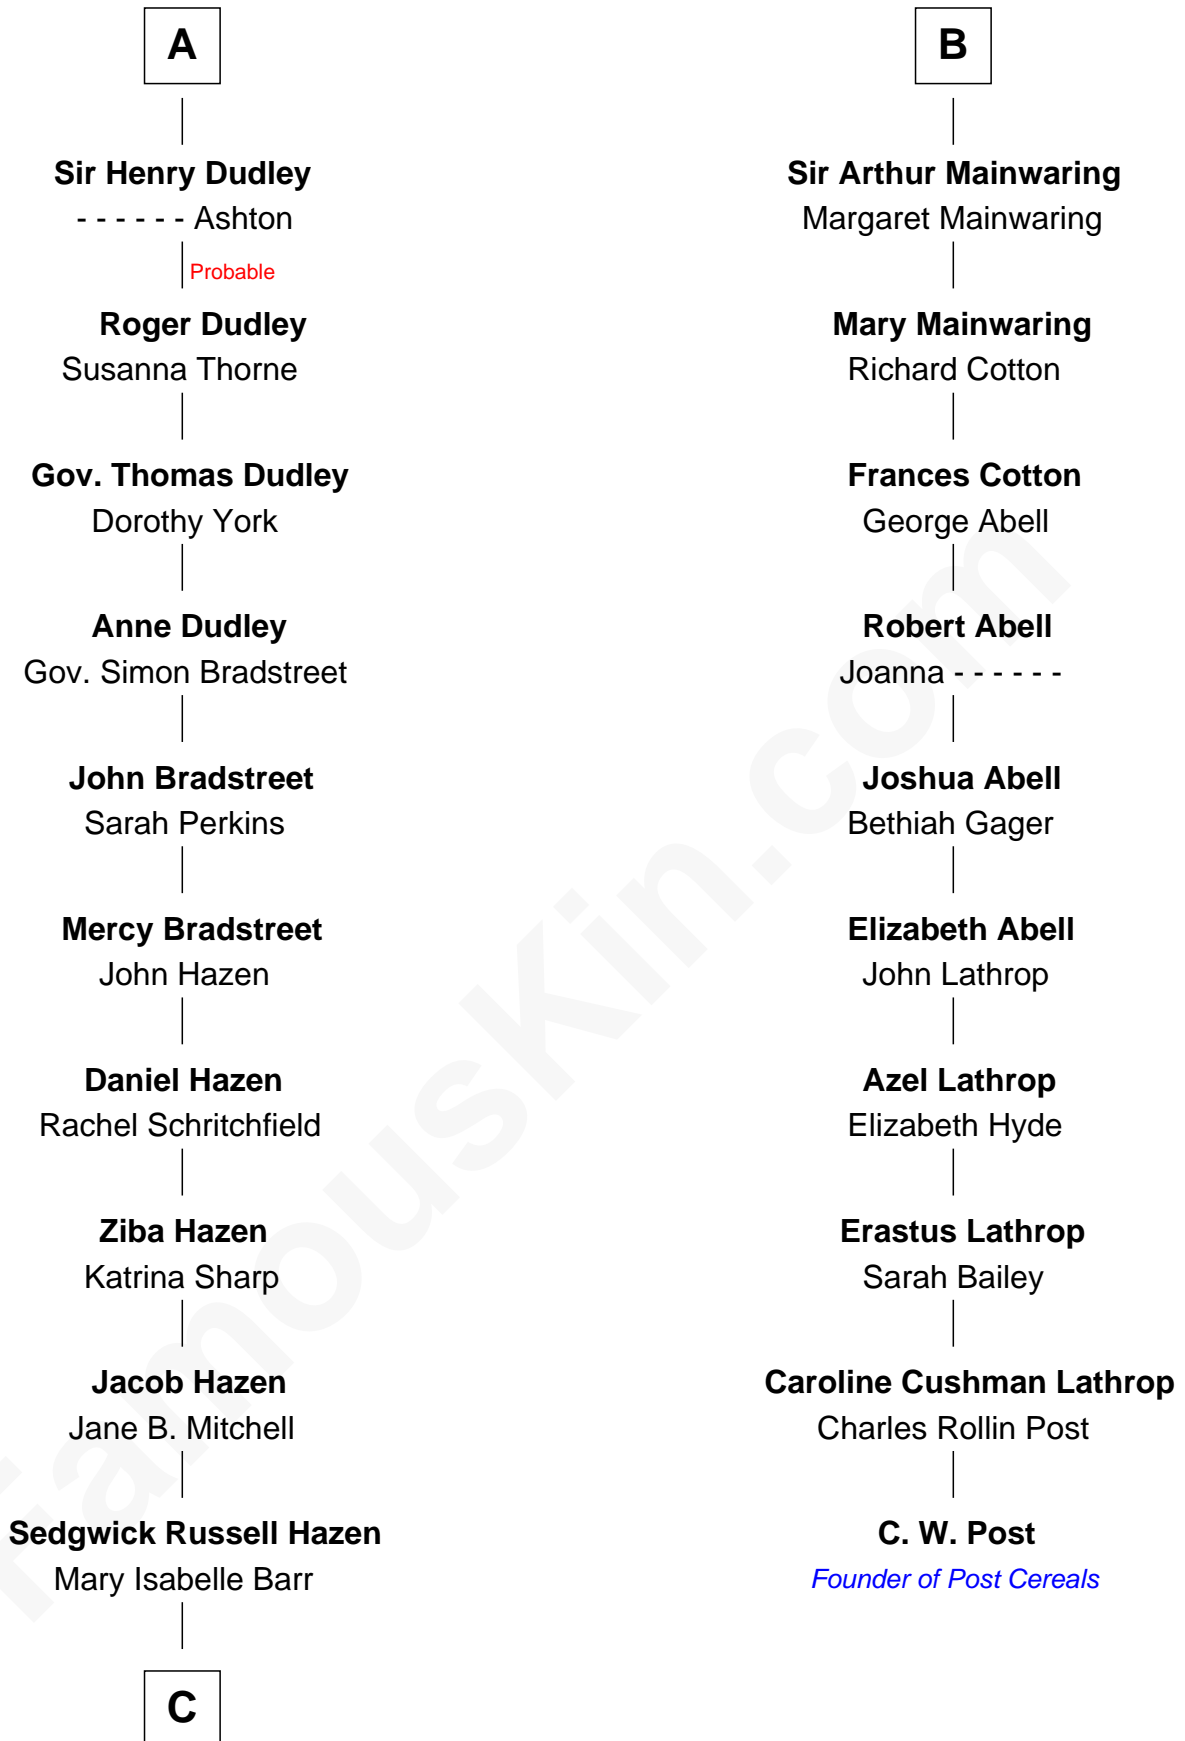 A
Sir Henry Dudley
- - - - - - Ashton
Probable
Roger Dudley
Susanna Thorne
Gov. Thomas Dudley
Dorothy York
Anne Dudley
Gov. Simon Bradstreet
John Bradstreet
Sarah Perkins
Mercy Bradstreet
John Hazen
Daniel Hazen
Rachel Schritchfield
Ziba Hazen
Katrina Sharp
Jacob Hazen
Jane B. Mitchell
Sedgwick Russell Hazen
Mary Isabelle Barr
C
B
Sir Arthur Mainwaring
Margaret Mainwaring
Mary Mainwaring
Richard Cotton
Frances Cotton
George Abell
Robert Abell
Joanna - - - - - -
Joshua Abell
Bethiah Gager
Elizabeth Abell
John Lathrop
Azel Lathrop
Elizabeth Hyde
Erastus Lathrop
Sarah Bailey
Caroline Cushman Lathrop
Charles Rollin Post
C. W. Post
Founder of Post Cereals
FamousKin.com